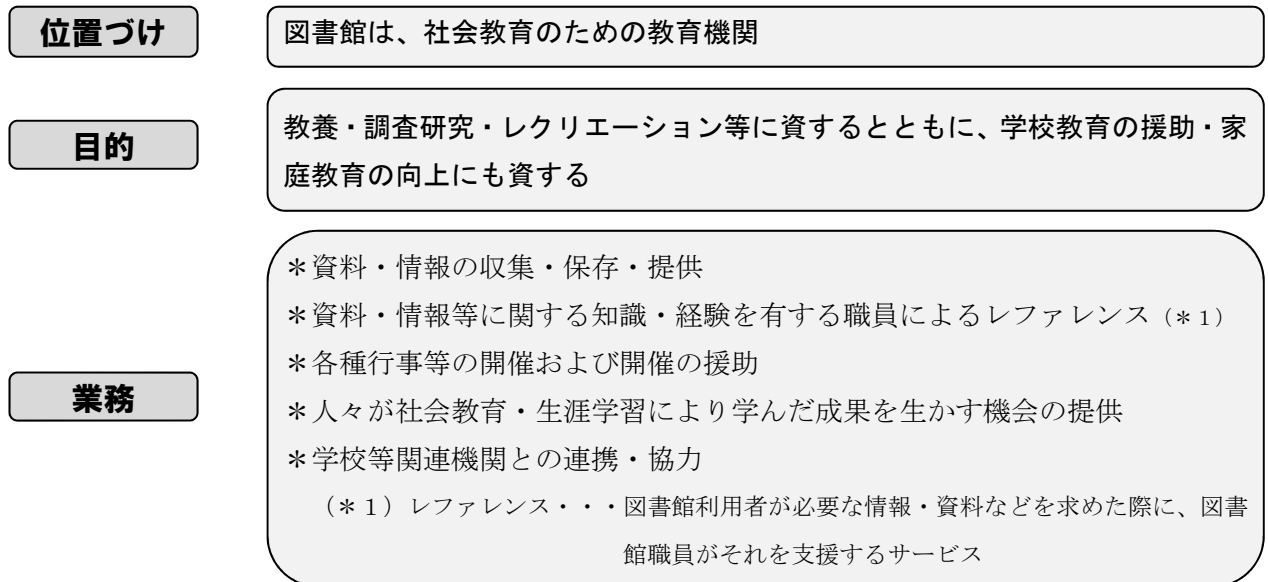 位置づけ
図書館は、社会教育のための教育機関
目的
教養・調査研究・レクリエーション等に資するとともに、学校教育の援助・家
庭教育の向上にも資する
業務
＊資料・情報の収集・保存・提供
＊資料・情報等に関する知識・経験を有する職員によるレファレンス（＊１）
＊各種行事等の開催および開催の援助
＊人々が社会教育・生涯学習により学んだ成果を生かす機会の提供
＊学校等関連機関との連携・協力
（＊１）レファレンス・・・図書館利用者が必要な情報・資料などを求めた際に、図書
館職員がそれを支援するサービス